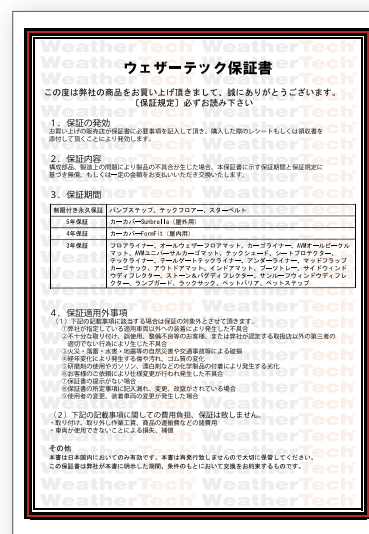 ウェザーテック保証書
この度は弊社の商品をお買い上げ頂きまして、誠にありがとうございます。
〔保証規定〕必ずお読み下さい
1．保証の発効
お買い上げの販売店が保証書に必要事項を記入して頂き、購入した際のレシートもしくは領収書を
添付して頂くことにより発効します。
2．保証内容
構成部品、製造上の問題により製品の不具合が生じた場合、本保証書に示す保証期間と保証規定に
基づき無償、もしくは一定の金額をお支払いいただき交換いたします。
3．保証期間
制限付き永久保証 バンプステップ、テックフロアー、スターベルト
5年保証 カーカバーSunbrella（屋外用）
4年保証 カーカバーFormFit（屋内用）
3年保証 フロアライナー、オールウェザーフロアマット、カーゴライナー、AVMオールビークル
マット、AVMユニバーサルカーゴマット、テックシェード、シートプロテクター、
テックライナー、テールゲートテックライナー、アンダーライナー、マッドフラップ
カーゴテック、アウトドアマット、インドアマット、ブーツトレー、サイドウィンド
ウディフレクター、ストーン＆バグディフレクター、サンルーフウィンドウディフレ
クター、ランプガード、ラックサック、ペットバリア、ペットステップ
4．保証適用外事項
（1）下記の記載事項に該当する場合は保証の対象外とさせて頂きます。
①弊社が指定している適用車両以外への装着により発生した不具合
②不十分な取り付け、誤使用、整備不良等のお客様、または弊社が認定する取扱店以外の第三者の
適切でない行為により生じた不具合
③火災・落雷・水害・地震等の自然災害や交通事故等による破損
④経年変化により発生する傷や汚れ、ゴム質の変化
⑤研磨剤の使用やガソリン、漂白剤などの化学製品の付着により発生する劣化
⑥お客様のご依頼により仕様変更が行われ発生した不具合
⑦保証書の提示がない場合
⑧保証書の所定事項に記入漏れ、変更、改竄がされている場合
⑨使用者の変更、装着車両の変更が発生した場合
（2）下記の記載事項に関しての費用負担、保証は致しません。
・取り付け、取り外し作業工賃、商品の運搬費などの諸費用
・車両が使用できないことによる損失、補償
その他
本書は日本国内においてのみ有効です。本書は再発行致しませんので大切に保管してください。
この保証書は弊社が本書に明示した期間、条件のもとにおいて交換をお約束するものです。
WeatherTech